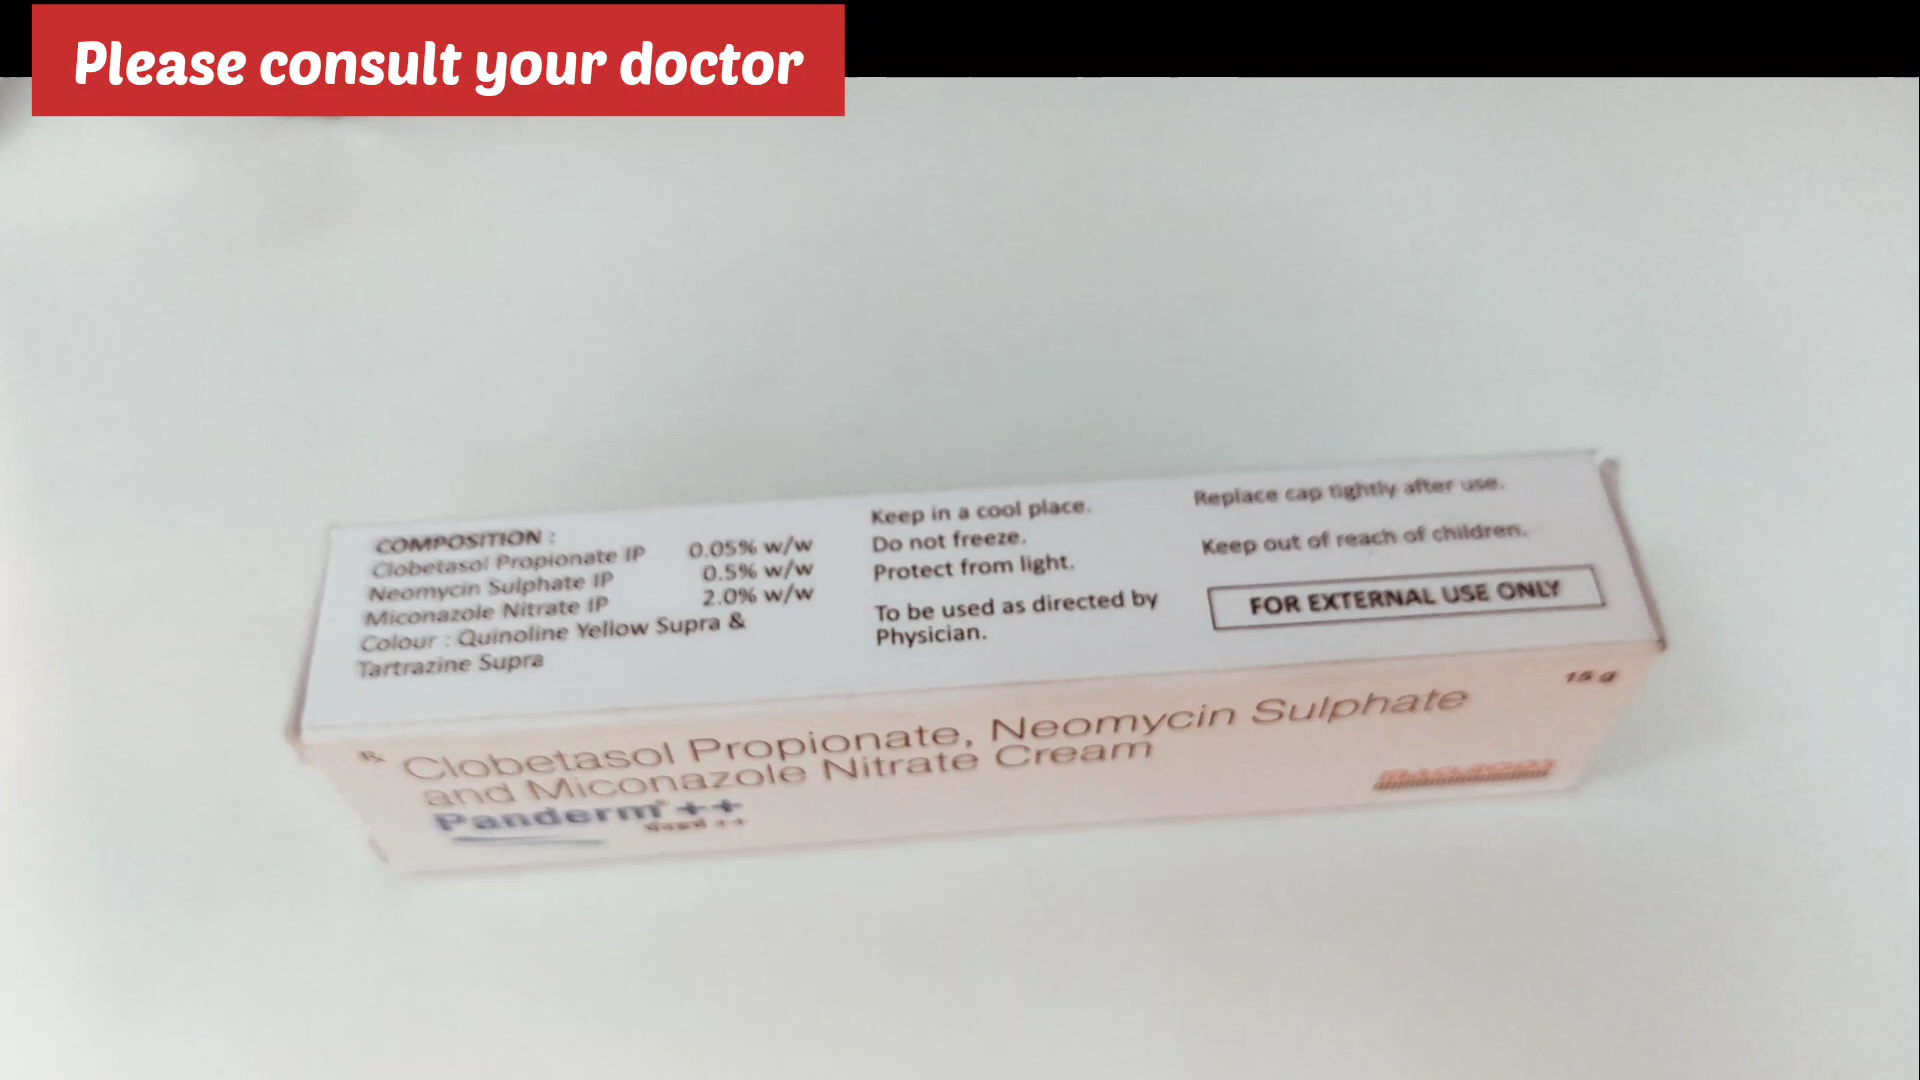 Please consult your doctor
COMPOSITION :
Clobetasol Propionate IP 0.05% w/w
Neomycin Sulphate IP 0.5% w/w
Miconazole Nitrate IP 2.0% w/w
Colour : Quinoline Yellow Supra &
Tartrazine Supra
Keep in a cool place.
Do not freeze.
Protect from light.
To be used as directed by
Physician.
Replace cap tightly after use.
Keep out of reach of children.
FOR EXTERNAL USE ONLY
15 g
Rx Clobetasol Propionate, Neomycin Sulphate
and Miconazole Nitrate Cream
Panderm ++